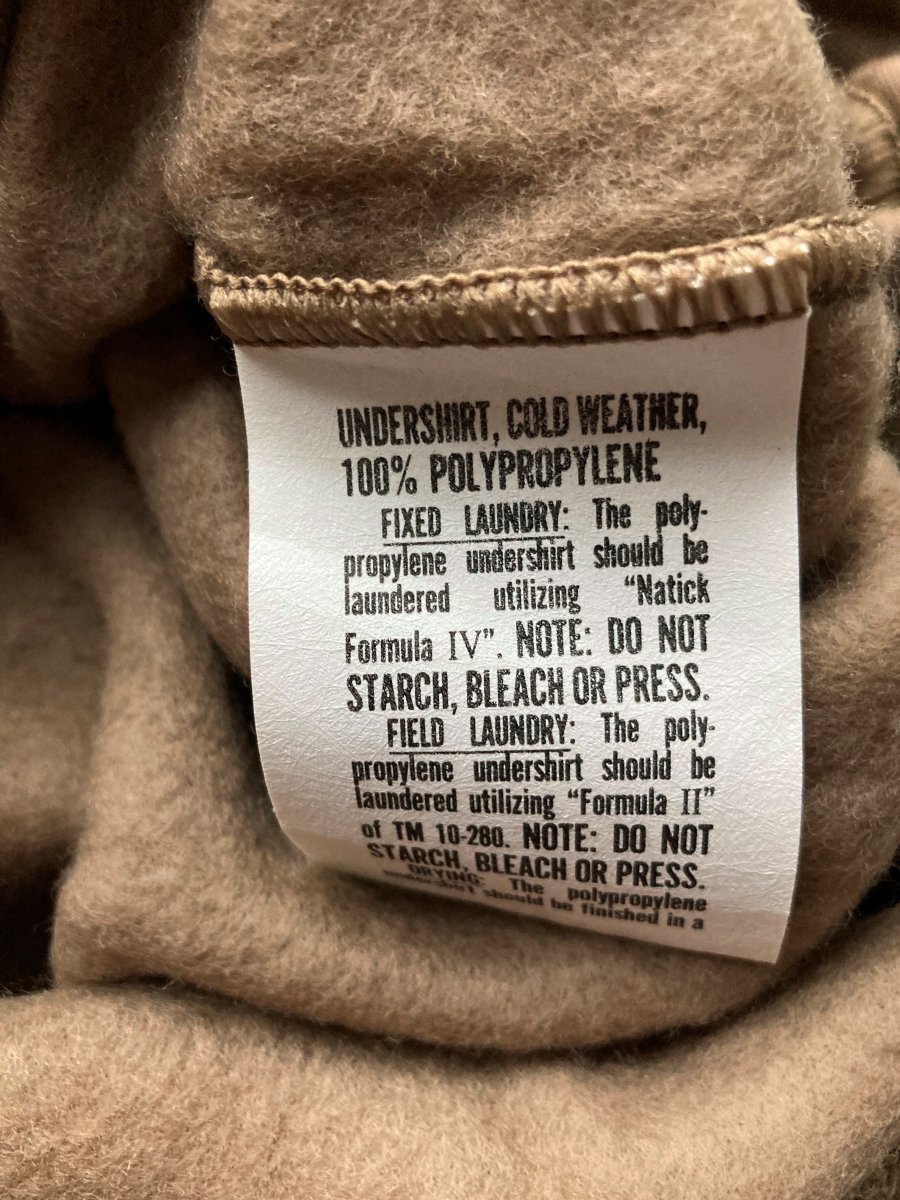 UNDERSHIRT, COLD WEATHER,
100% POLYPROPYLENE
FIXED LAUNDRY: The poly-
propylene undershirt should be
laundered utilizing "Natick
Formula IV". NOTE: DO NOT
STARCH, BLEACH OR PRESS.
FIELD LAUNDRY: The poly-
propylene undershirt should be
laundered utilizing "Formula II"
of TM 10-280. NOTE: DO NOT
STARCH, BLEACH OR PRESS.
DRYING: The polypropylene
undershirt should be finished in a